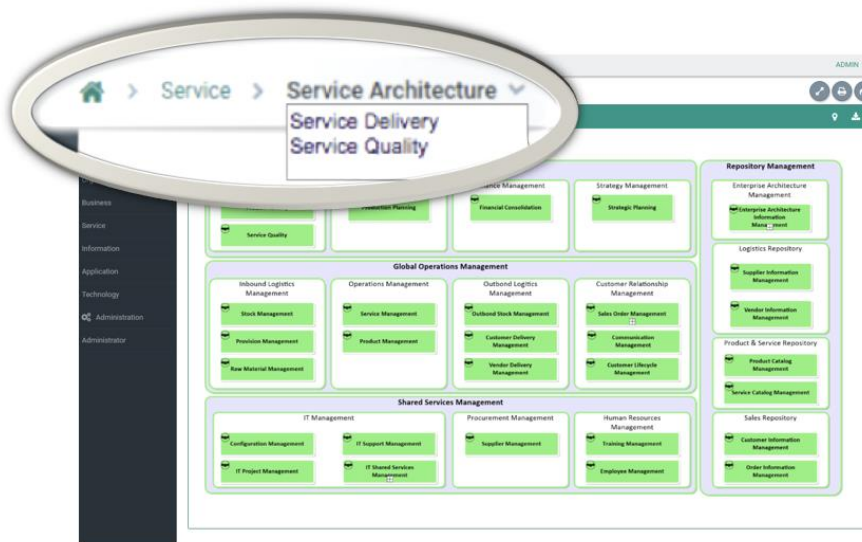 ADMIN
> Service > Service Architecture
Service Delivery
Service Quality
Business
Service
Information
Application
Technology
Administration
Administrator
Strategy Management
Production Planning
Financial Consolidation
Strategic Planning
Service Quality
Global Operations Management
Inbound Logistics
Management
Stock Management
Provision Management
Raw Material Management
Operations Management
Service Management
Product Management
Outbond Logitics
Management
Outbond Stock Management
Customer Delivery
Management
Vendor Delivery
Management
Customer Relationship
Management
Sales Order Management
Communication
Management
Customer Lifecycle
Management
Shared Services Management
IT Management
Configuration Management
IT Support Management
IT Project Management
IT Shared Services
Management
Procurement Management
Supplier Management
Human Resources
Management
Training Management
Employee Management
Repository Management
Enterprise Architecture
Management
Enterprise Architecture
Information
Management
Logistics Repository
Supplier Information
Management
Vendor Information
Management
Product & Service Repository
Product Catalog
Management
Service Catalog Management
Sales Repository
Customer Information
Management
Order Information
Management